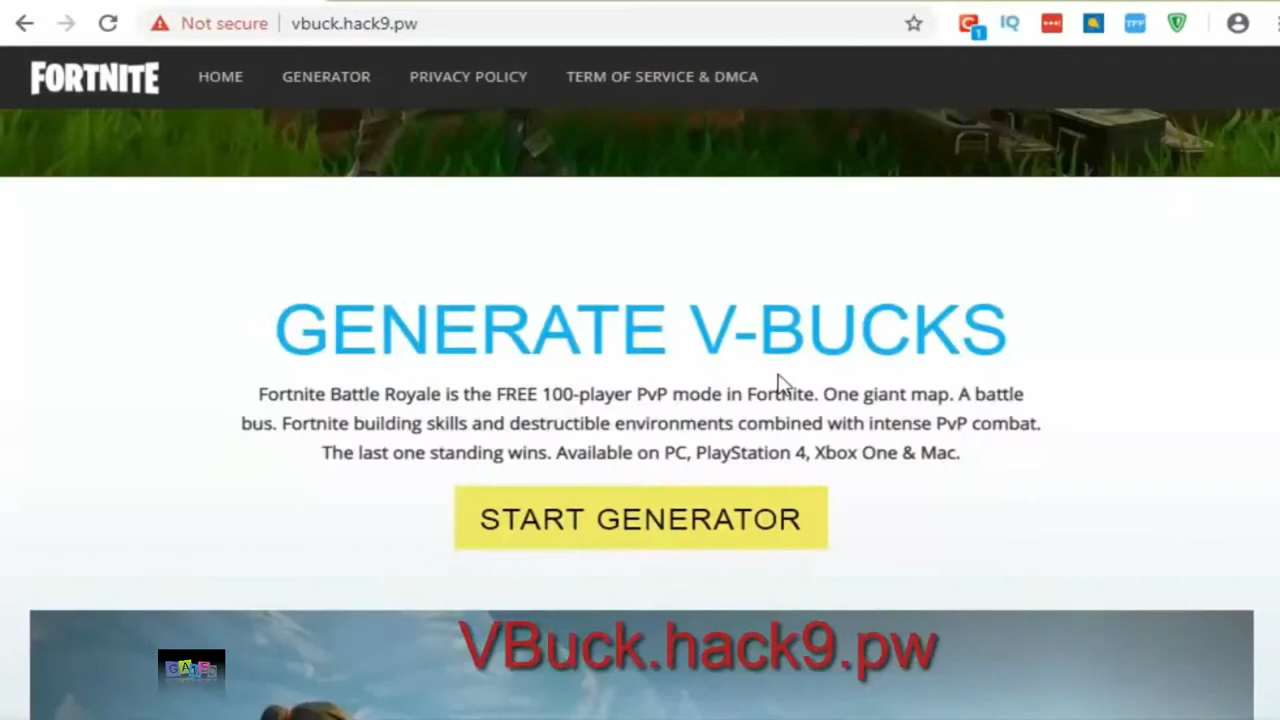 Not secure vbuck.hack9.pw
1 IQ TFF
FORTNITE HOME GENERATOR PRIVACY POLICY TERM OF SERVICE & DMCA
GENERATE V-BUCKS
Fortnite Battle Royale is the FREE 100-player PvP mode in Fortnite. One giant map. A battle
bus. Fortnite building skills and destructible environments combined with intense PvP combat.
The last one standing wins. Available on PC, PlayStation 4, Xbox One & Mac.
START GENERATOR
VBuck.hack9.pw